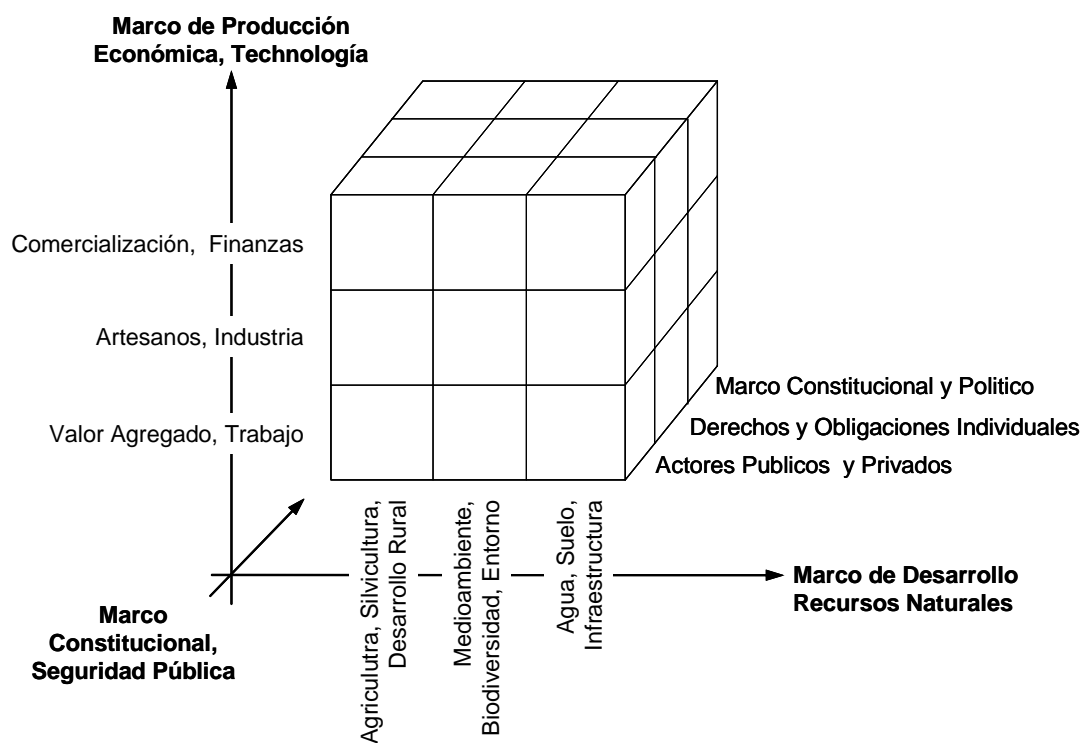 Marco de Producción
Económica, Technología
Comercialización, Finanzas
Artesanos, Industria
Valor Agregado, Trabajo
Marco Constitucional y Politico
Derechos y Obligaciones Individuales
Actores Publicos y Privados
Agriculutra, Silvicultura,
Desarrollo Rural
Medioambiente,
Biodiversidad, Entorno
Agua, Suelo,
Infraestructura
Marco de Desarrollo
Recursos Naturales
Marco
Constitucional,
Seguridad Pública